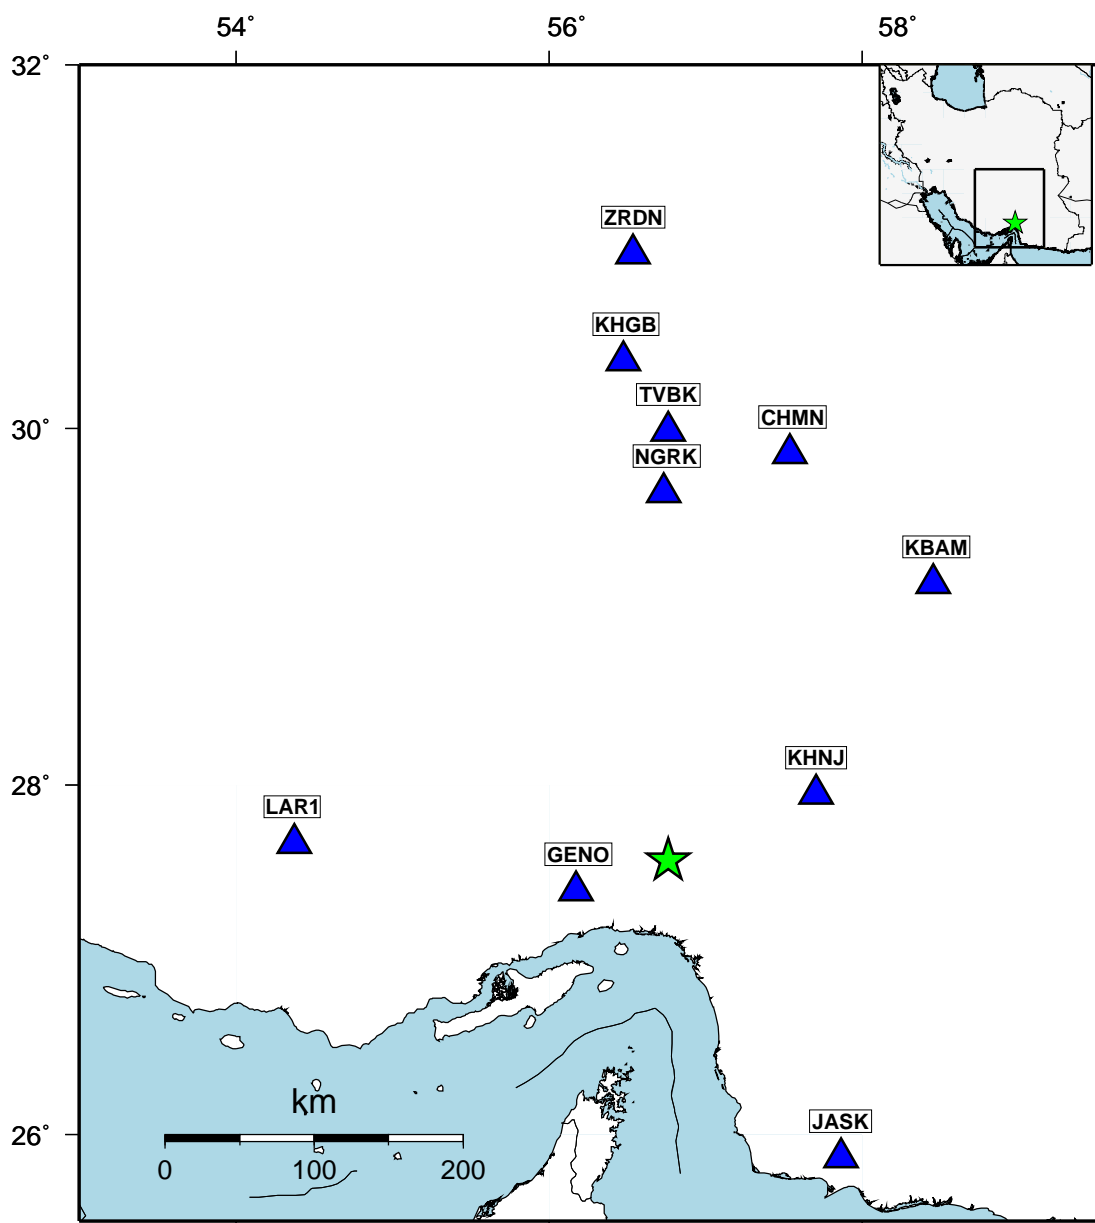 54°
56°
58°
32°
ZRDN
KHGB
TVBK
CHMN
30°
NGRK
KBAM
KHNJ
28°
LAR1
GENO
km
JASK
26°
0 100 200